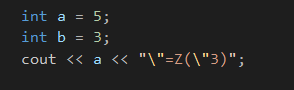 int a = 5;
int b = 3;
cout << a << "\"=Z(\"3)";